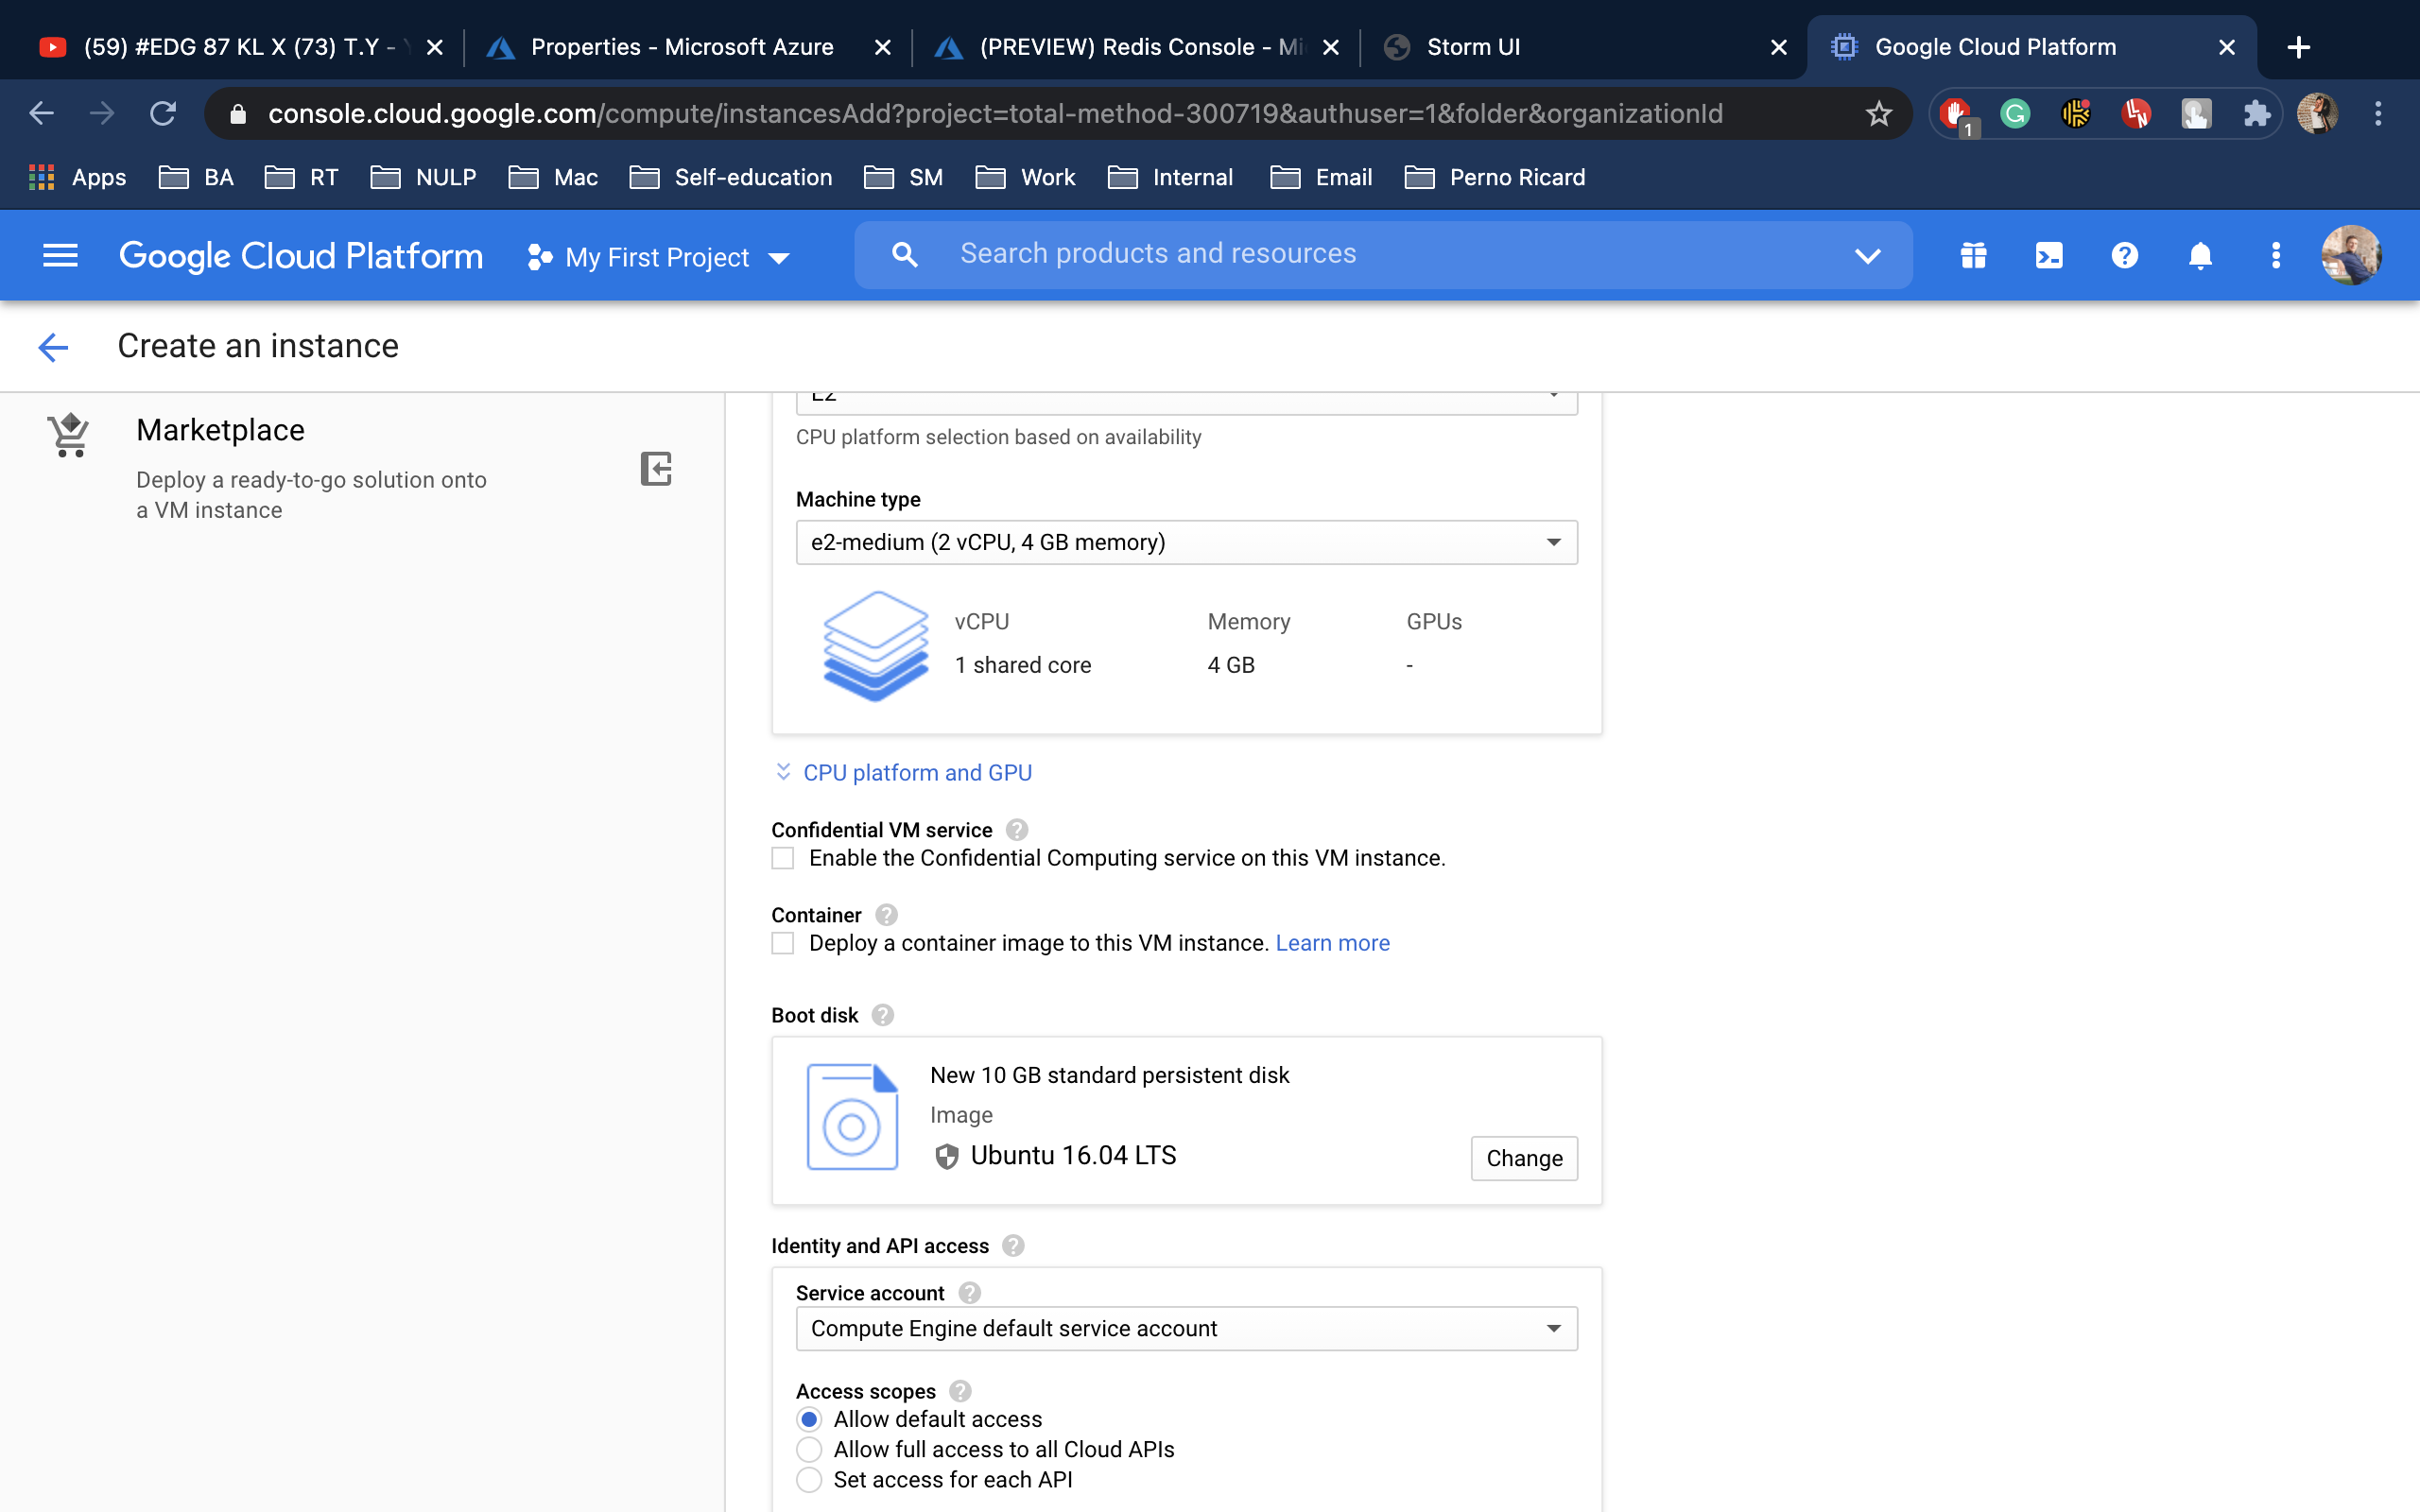 (59) #EDG 87 KL X (73) T.Y -
Properties - Microsoft Azure
(PREVIEW) Redis Console - Mi
Storm UI
Google Cloud Platform
console.cloud.google.com/compute/instancesAdd?project=total-method-300719&authuser=1&folder&organizationId
1
Apps
BA
RT
NULP
Mac
Self-education
SM
Work
Internal
Email
Perno Ricard
Google Cloud Platform
My First Project
Search products and resources
Create an instance
Marketplace
Deploy a ready-to-go solution onto
a VM instance
E2
CPU platform selection based on availability
Machine type
e2-medium (2 vCPU, 4 GB memory)
vCPU
Memory
GPUs
1 shared core
4 GB
-
CPU platform and GPU
Confidential VM service
Enable the Confidential Computing service on this VM instance.
Container
Deploy a container image to this VM instance. Learn more
Boot disk
New 10 GB standard persistent disk
Image
Ubuntu 16.04 LTS
Change
Identity and API access
Service account
Compute Engine default service account
Access scopes
Allow default access
Allow full access to all Cloud APIs
Set access for each API